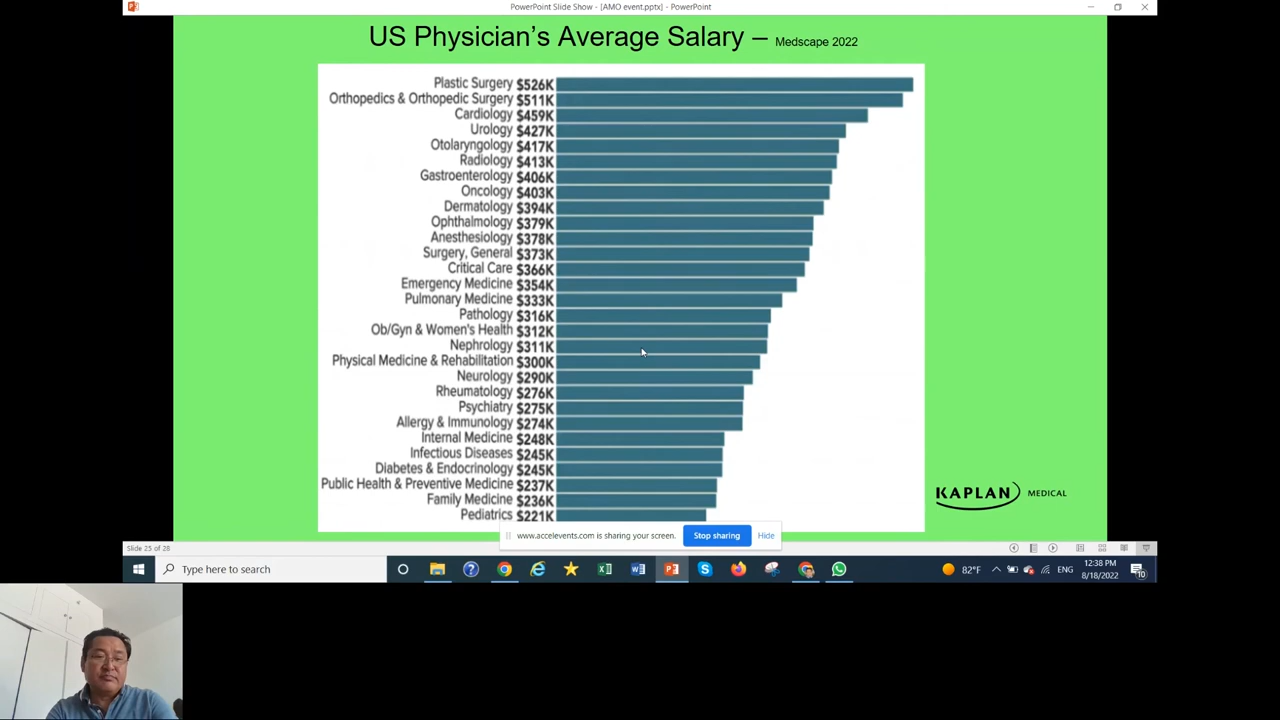 PowerPoint Slide Show - [AMO event.pptx] - PowerPoint
US Physician's Average Salary – Medscape 2022
Plastic Surgery $526K
Orthopedics & Orthopedic Surgery $511K
Cardiology $459K
Urology $427K
Otolaryngology $417K
Radiology $413K
Gastroenterology $406K
Oncology $403K
Dermatology $394K
Ophthalmology $379K
Anesthesiology $378K
Surgery, General $373K
Critical Care $366K
Emergency Medicine $354K
Pulmonary Medicine $333K
Pathology $316K
Ob/Gyn & Women's Health $312K
Nephrology $311K
Physical Medicine & Rehabilitation $300K
Neurology $290K
Rheumatology $276K
Psychiatry $275K
Allergy & Immunology $274K
Internal Medicine $248K
Infectious Diseases $245K
Diabetes & Endocrinology $245K
Public Health & Preventive Medicine $237K
Family Medicine $236K
Pediatrics $221K
KAPLAN MEDICAL
www.accelevents.com is sharing your screen. Stop sharing Hide
Slide 25 of 28
Type here to search
82°F
ENG
12:38 PM
8/18/2022
10